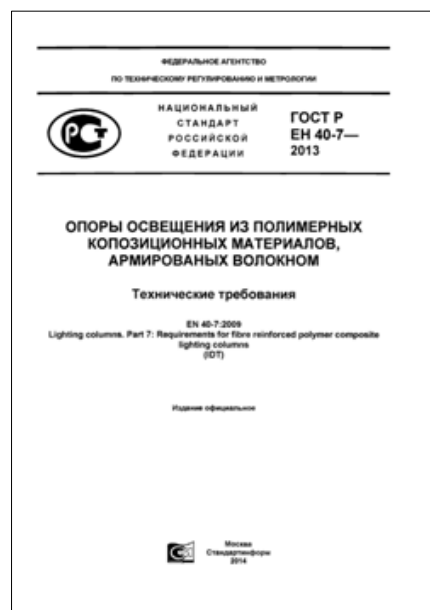 ФЕДЕРАЛЬНОЕ АГЕНТСТВО
ПО ТЕХНИЧЕСКОМУ РЕГУЛИРОВАНИЮ И МЕТРОЛОГИИ
НАЦИОНАЛЬНЫЙ
СТАНДАРТ
РОССИЙСКОЙ
ФЕДЕРАЦИИ
ГОСТ Р
ЕН 40-7—
2013
ОПОРЫ ОСВЕЩЕНИЯ ИЗ ПОЛИМЕРНЫХ
КОПОЗИЦИОННЫХ МАТЕРИАЛОВ,
АРМИРОВАНЫХ ВОЛОКНОМ
Технические требования
EN 40-7:2009
Lighting columns. Part 7: Requirements for fibre reinforced polymer composite
lighting columns
(IDT)
Издание официальное
Москва
Стандартинформ
2014